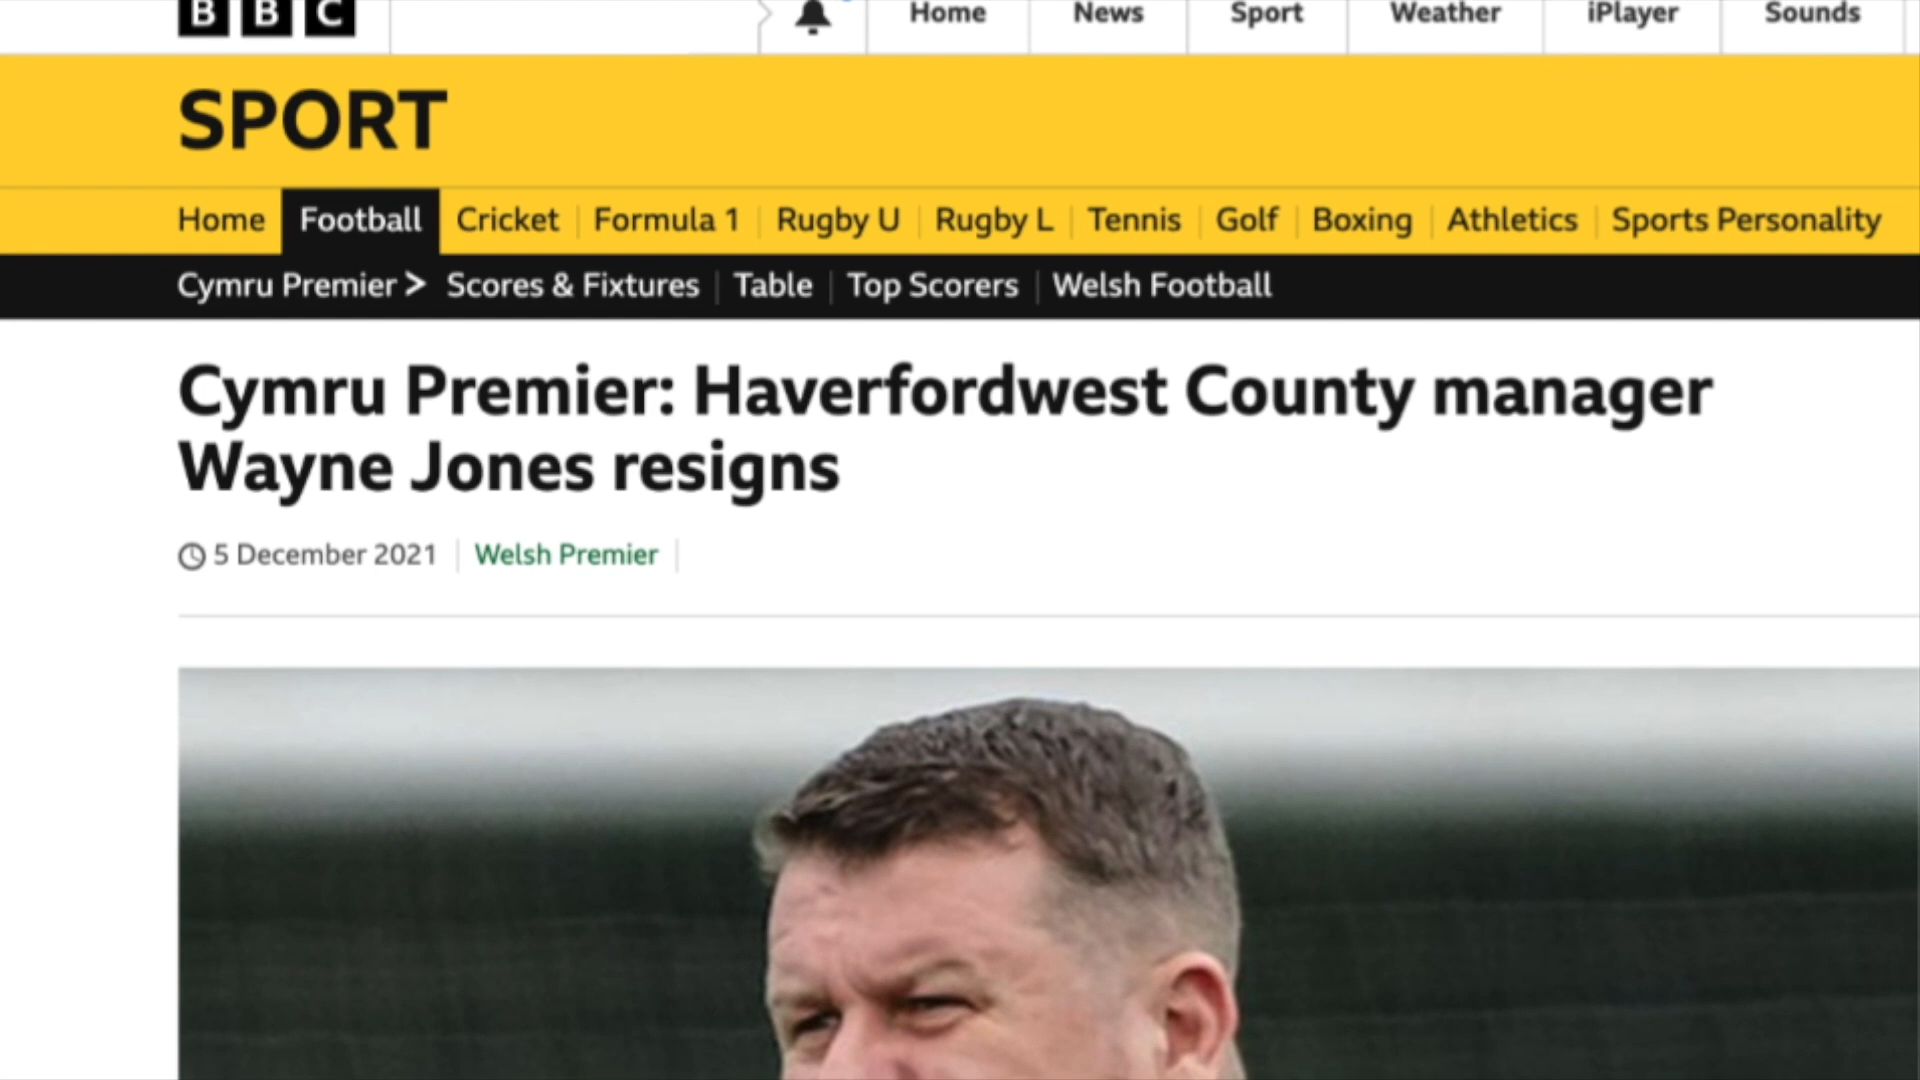 BBC
Home News Sport Weather iPlayer Sounds
SPORT
Home Football Cricket Formula 1 Rugby U Rugby L Tennis Golf Boxing Athletics Sports Personality
Cymru Premier Scores & Fixtures Table Top Scorers Welsh Football
Cymru Premier: Haverfordwest County manager
Wayne Jones resigns
5 December 2021 Welsh Premier